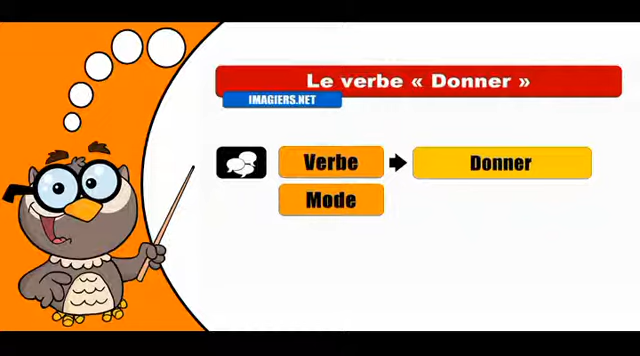 Le verbe « Donner »
IMAGIERS.NET
Verbe
Donner
Mode